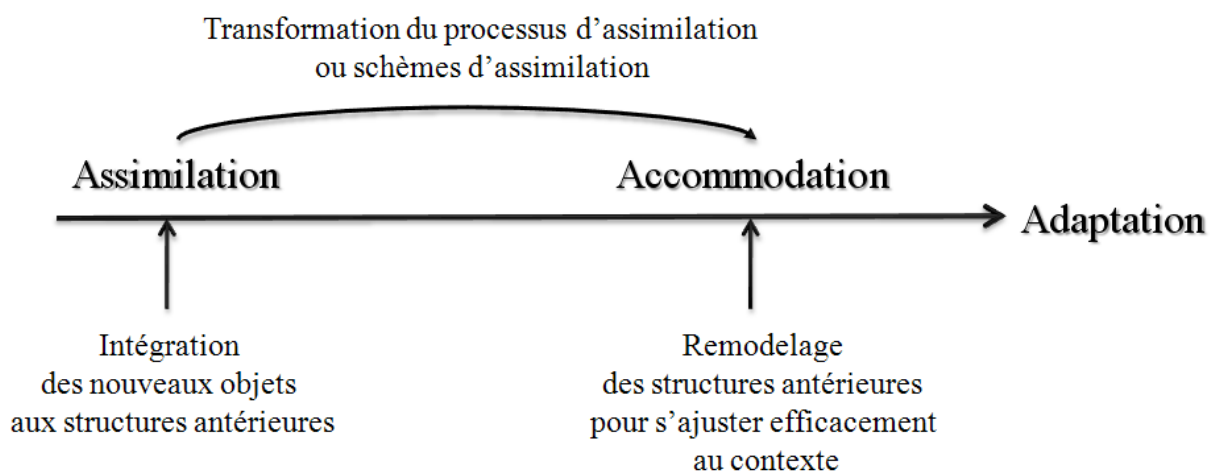 Transformation du processus d’assimilation
ou schèmes d’assimilation
Assimilation
Accommodation
Adaptation
Intégration
des nouveaux objets
aux structures antérieures
Remodelage
des structures antérieures
pour s’ajuster efficacement
au contexte